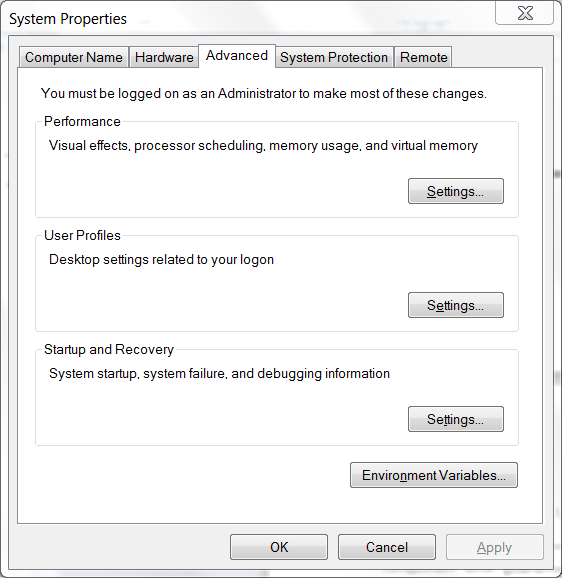 System Properties
Computer Name Hardware Advanced System Protection Remote
You must be logged on as an Administrator to make most of these changes.
Performance
Visual effects, processor scheduling, memory usage, and virtual memory
Settings...
User Profiles
Desktop settings related to your logon
Settings...
Startup and Recovery
System startup, system failure, and debugging information
Settings...
Environment Variables...
OK Cancel Apply